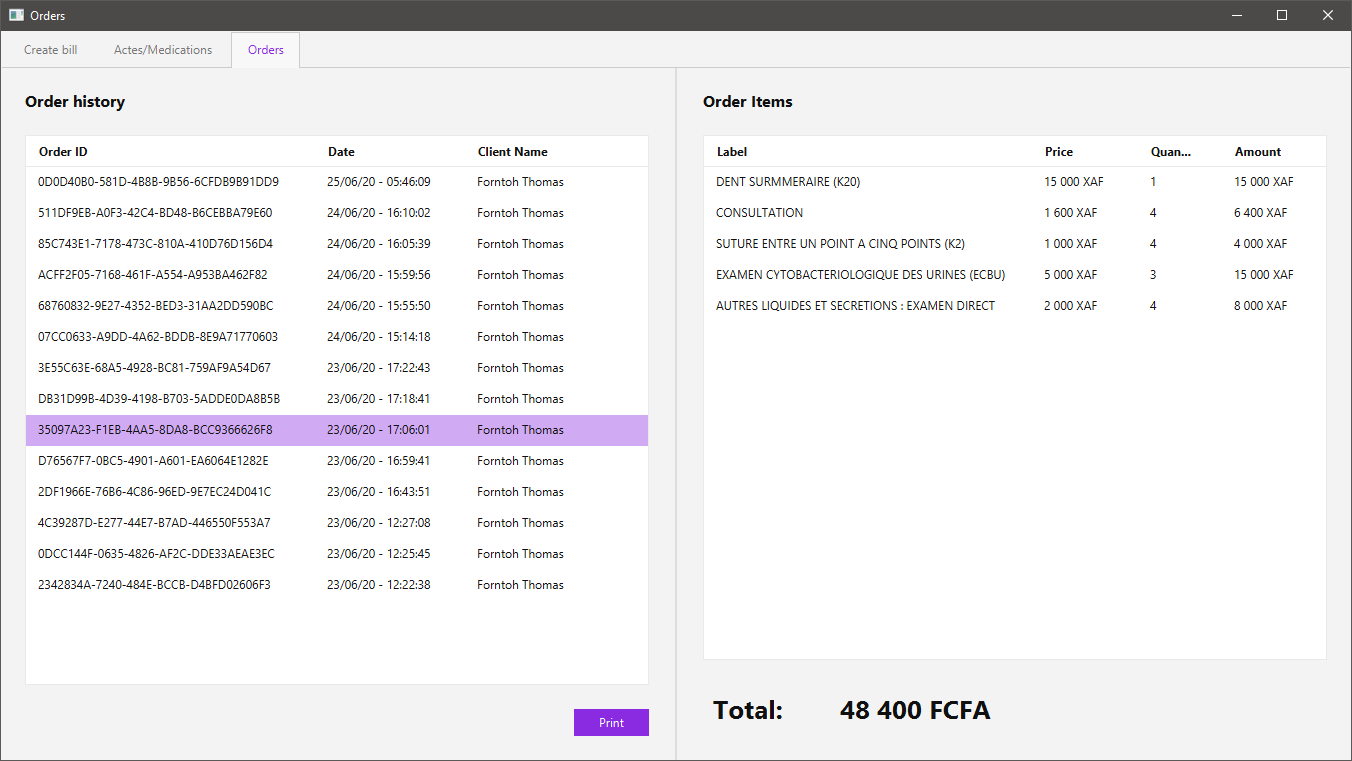 Orders
Create bill Actes/Medications Orders
Order history
Order ID Date Client Name
0D0D40B0-581D-4B8B-9B56-6CFDB9B91DD9 25/06/20 - 05:46:09 Forntoh Thomas
511DF9EB-A0F3-42C4-BD48-B6CEBBA79E60 24/06/20 - 16:10:02 Forntoh Thomas
85C743E1-7178-473C-810A-410D76D156D4 24/06/20 - 16:05:39 Forntoh Thomas
ACFF2F05-7168-461F-A554-A953BA462F82 24/06/20 - 15:59:56 Forntoh Thomas
68760832-9E27-4352-BED3-31AA2DD590BC 24/06/20 - 15:55:50 Forntoh Thomas
07CC0633-A9DD-4A62-BDDB-8E9A71770603 24/06/20 - 15:14:18 Forntoh Thomas
3E55C63E-68A5-4928-BC81-759AF9A54D67 23/06/20 - 17:22:43 Forntoh Thomas
DB31D99B-4D39-4198-B703-5ADDE0DA8B5B 23/06/20 - 17:18:41 Forntoh Thomas
35097A23-F1EB-4AA5-8DA8-BCC9366626F8 23/06/20 - 17:06:01 Forntoh Thomas
D76567F7-0BC5-4901-A601-EA6064E1282E 23/06/20 - 16:59:41 Forntoh Thomas
2DF1966E-76B6-4C86-96ED-9E7EC24D041C 23/06/20 - 16:43:51 Forntoh Thomas
4C39287D-E277-44E7-B7AD-446550F553A7 23/06/20 - 12:27:08 Forntoh Thomas
0DCC144F-0635-4826-AF2C-DDE33AEAE3EC 23/06/20 - 12:25:45 Forntoh Thomas
2342834A-7240-484E-BCCB-D4BFD02606F3 23/06/20 - 12:22:38 Forntoh Thomas
Print
Order Items
Label Price Quan... Amount
DENT SURMMERAIRE (K20) 15 000 XAF 1 15 000 XAF
CONSULTATION 1 600 XAF 4 6 400 XAF
SUTURE ENTRE UN POINT A CINQ POINTS (K2) 1 000 XAF 4 4 000 XAF
EXAMEN CYTOBACTERIOLOGIQUE DES URINES (ECBU) 5 000 XAF 3 15 000 XAF
AUTRES LIQUIDES ET SECRETIONS : EXAMEN DIRECT 2 000 XAF 4 8 000 XAF
Total: 48 400 FCFA